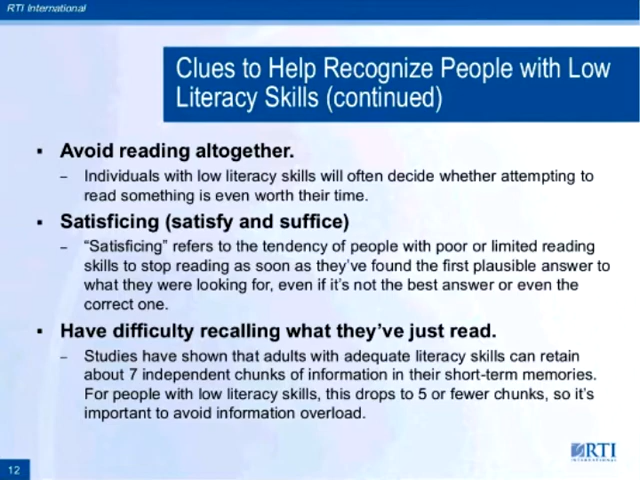 RTI International
Clues to Help Recognize People with Low
Literacy Skills (continued)
▪ Avoid reading altogether.
– Individuals with low literacy skills will often decide whether attempting to
read something is even worth their time.
▪ Satisficing (satisfy and suffice)
– “Satisficing” refers to the tendency of people with poor or limited reading
skills to stop reading as soon as they’ve found the first plausible answer to
what they were looking for, even if it’s not the best answer or even the
correct one.
▪ Have difficulty recalling what they’ve just read.
– Studies have shown that adults with adequate literacy skills can retain
about 7 independent chunks of information in their short-term memories.
For people with low literacy skills, this drops to 5 or fewer chunks, so it’s
important to avoid information overload.
RTI
INTERNATIONAL
12